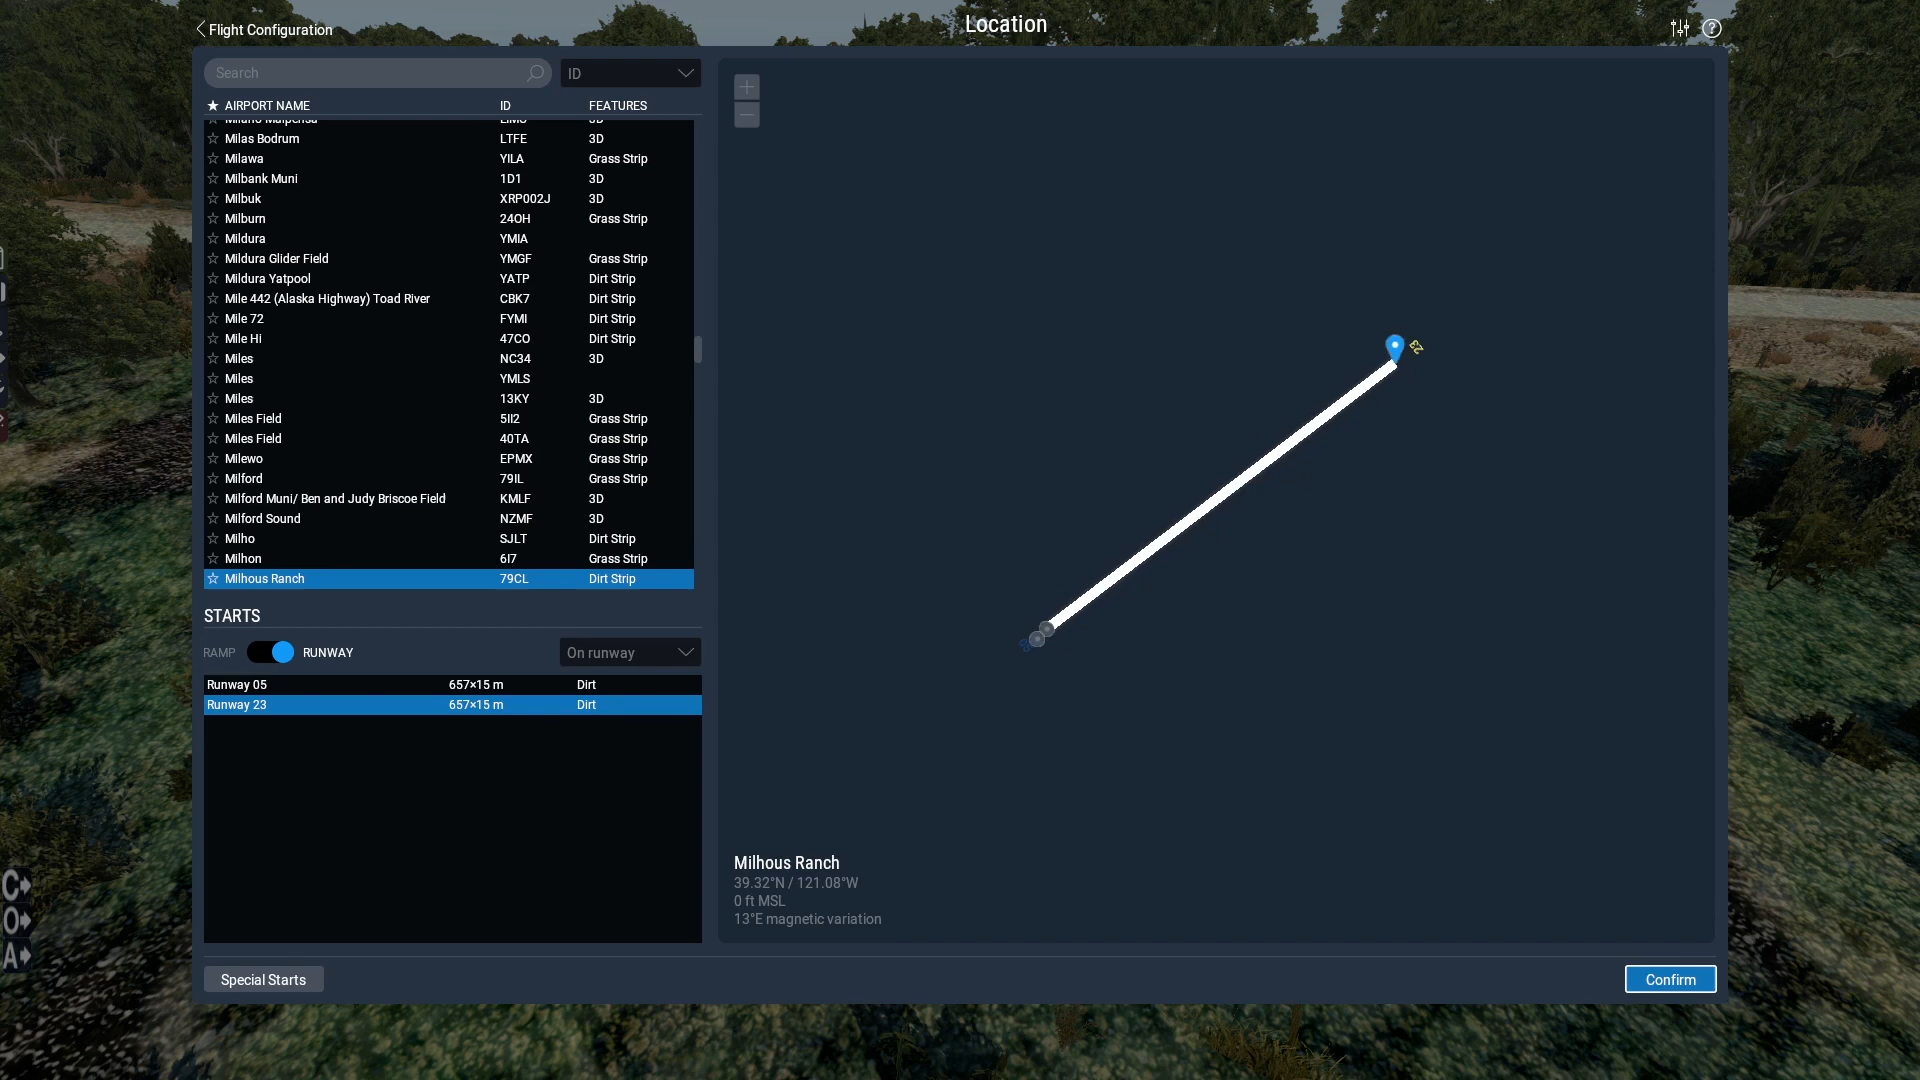 Flight Configuration
Location
?
Search
ID
★ AIRPORT NAME ID FEATURES
Milano Malpensa LIMC 3D
☆ Milas Bodrum LTFE 3D
☆ Milawa YILA Grass Strip
☆ Milbank Muni 1D1 3D
☆ Milbuk XRP002J 3D
☆ Milburn 24OH Grass Strip
☆ Mildura YMIA
☆ Mildura Glider Field YMGF Grass Strip
☆ Mildura Yatpool YATP Dirt Strip
☆ Mile 442 (Alaska Highway) Toad River CBK7 Dirt Strip
☆ Mile 72 FYMI Dirt Strip
☆ Mile Hi 47CO Dirt Strip
☆ Miles NC34 3D
☆ Miles YMLS
☆ Miles 13KY 3D
☆ Miles Field 5II2 Grass Strip
☆ Miles Field 40TA Grass Strip
☆ Milewo EPMX Grass Strip
☆ Milford 79IL Grass Strip
☆ Milford Muni/ Ben and Judy Briscoe Field KMLF 3D
☆ Milford Sound NZMF 3D
☆ Milho SJLT Dirt Strip
☆ Milhon 6I7 Grass Strip
☆ Milhous Ranch 79CL Dirt Strip
STARTS
RAMP RUNWAY
On runway
Runway 05 657×15 m Dirt
Runway 23 657×15 m Dirt
Milhous Ranch
39.32°N / 121.08°W
0 ft MSL
13°E magnetic variation
C
O
A
Special Starts
Confirm